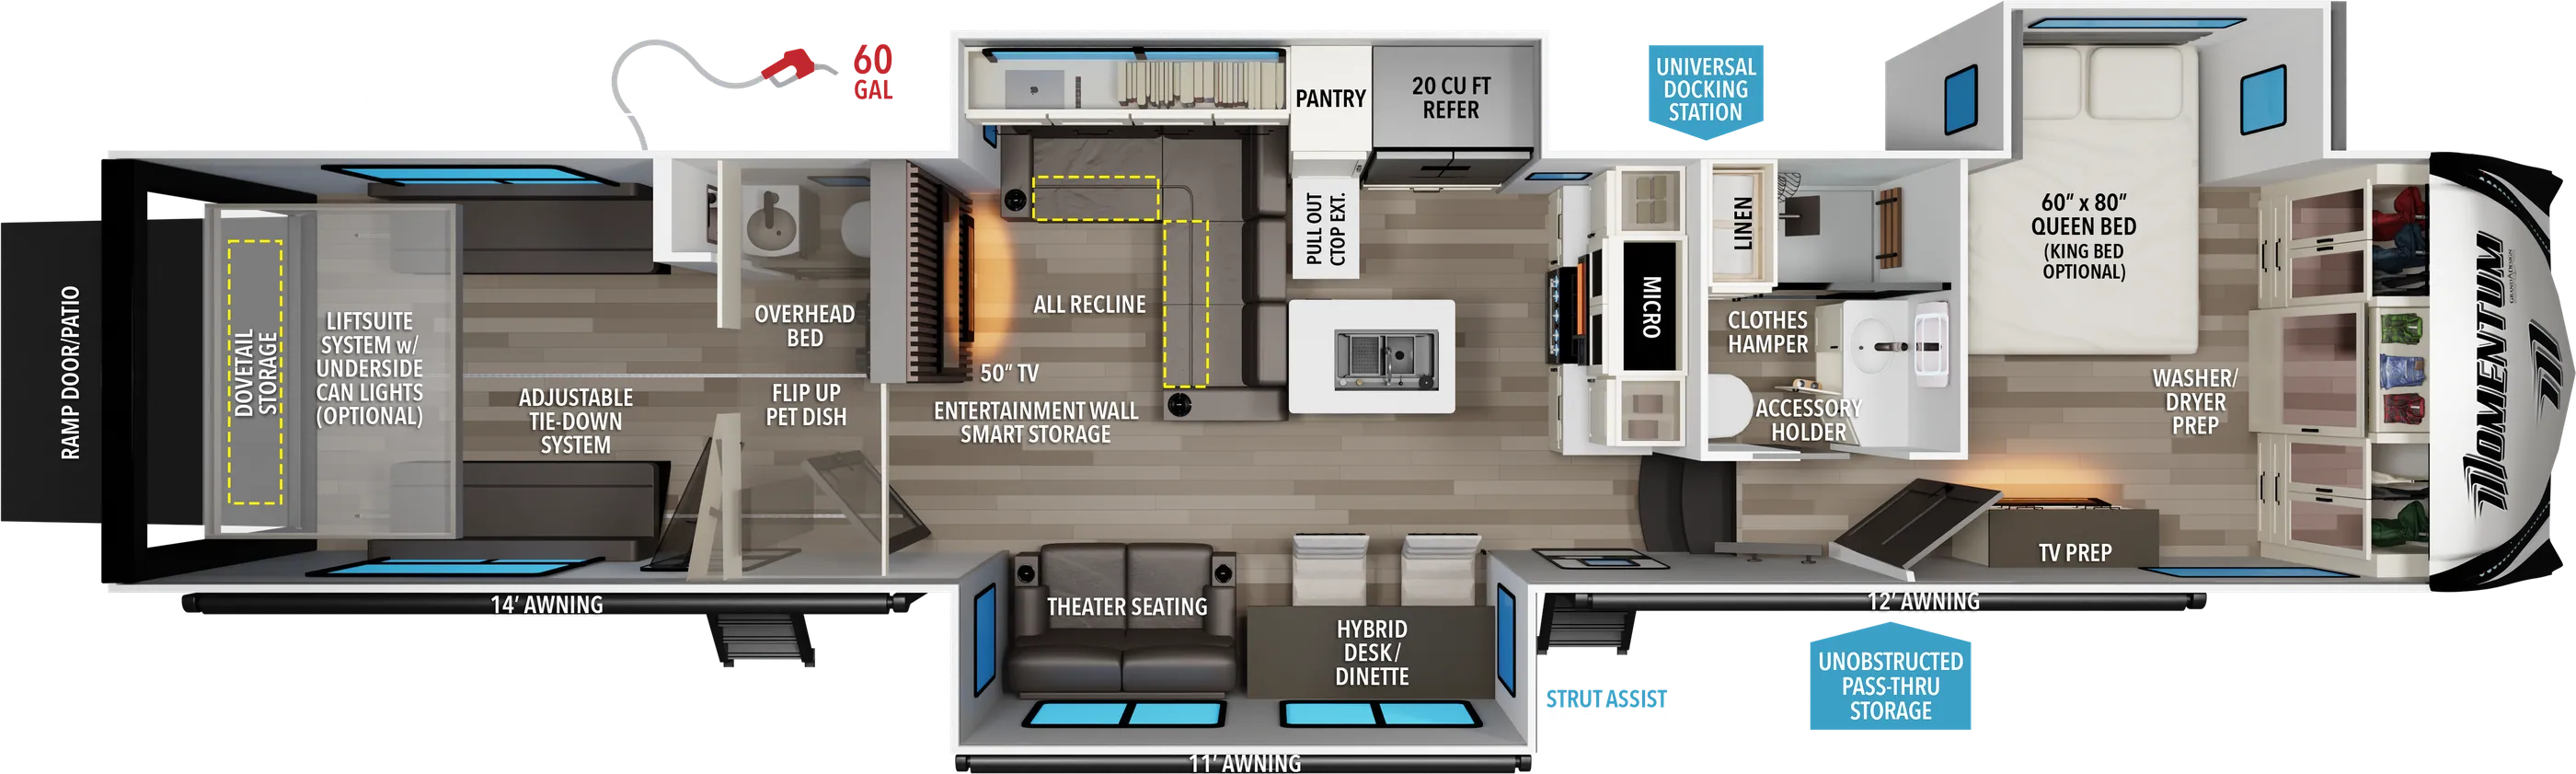 60
GAL
UNIVERSAL
DOCKING
STATION
PANTRY
20 CU FT
REFER
PULL OUT
CTOP EXT.
LINEN
60” x 80”
QUEEN BED
(KING BED
OPTIONAL)
RAMP DOOR/PATIO
DOVETAIL
STORAGE
LIFTSUITE
SYSTEM w/
UNDERSIDE
CAN LIGHTS
(OPTIONAL)
ADJUSTABLE
TIE-DOWN
SYSTEM
OVERHEAD
BED
FLIP UP
PET DISH
ALL RECLINE
50” TV
ENTERTAINMENT WALL
SMART STORAGE
MICRO
CLOTHES
HAMPER
ACCESSORY
HOLDER
WASHER/
DRYER
PREP
MOMENTUM
GRAND DESIGN
TV PREP
THEATER SEATING
HYBRID
DESK/
DINETTE
14’ AWNING
12’ AWNING
11’ AWNING
STRUT ASSIST
UNOBSTRUCTED
PASS-THRU
STORAGE